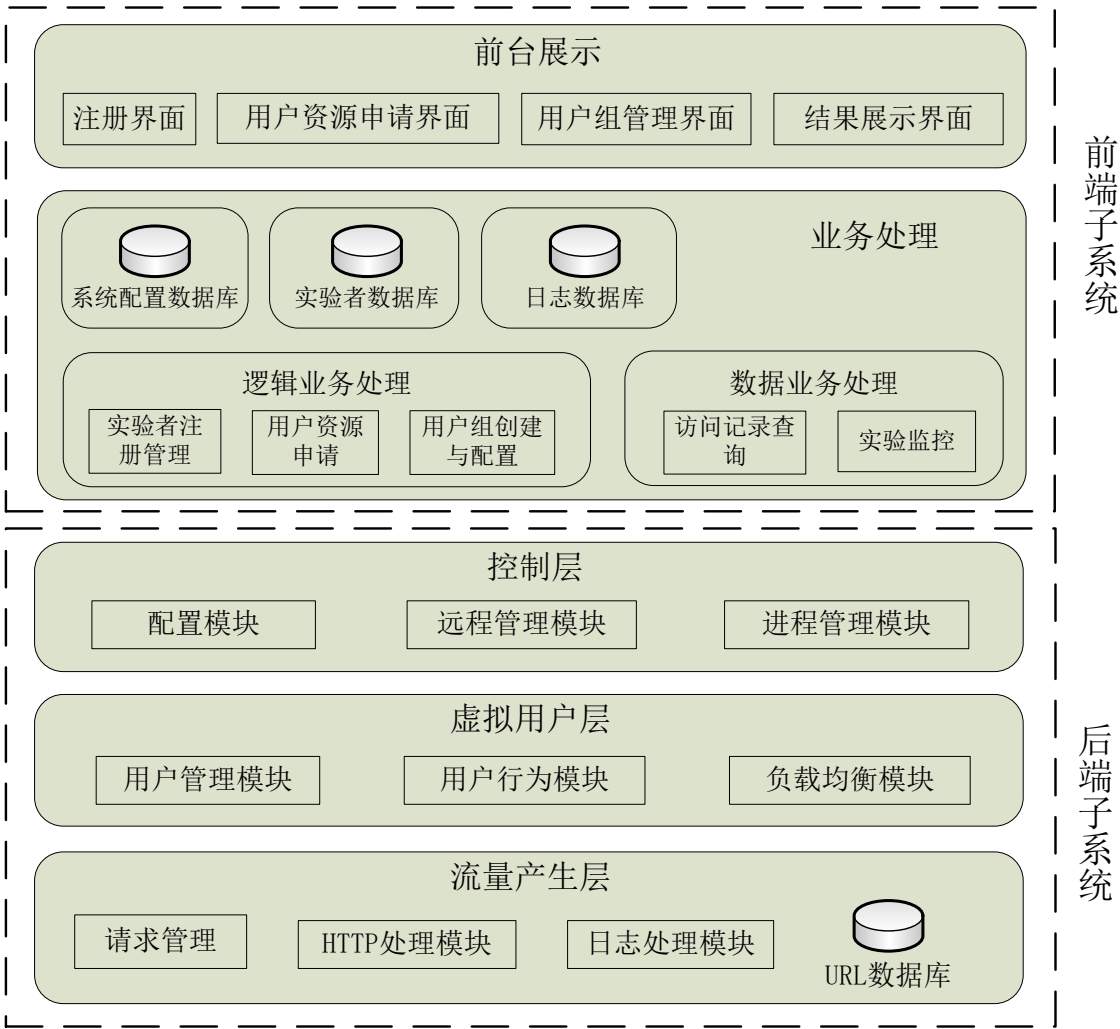 前台展示
注册界面
用户资源申请界面
用户组管理界面
结果展示界面
前端子系统
业务处理
系统配置数据库
实验者数据库
日志数据库
逻辑业务处理
实验者注
册管理
用户资源
申请
用户组创建
与配置
数据业务处理
访问记录查
询
实验监控
控制层
配置模块
远程管理模块
进程管理模块
后端子系统
虚拟用户层
用户管理模块
用户行为模块
负载均衡模块
流量产生层
请求管理
HTTP处理模块
日志处理模块
URL数据库